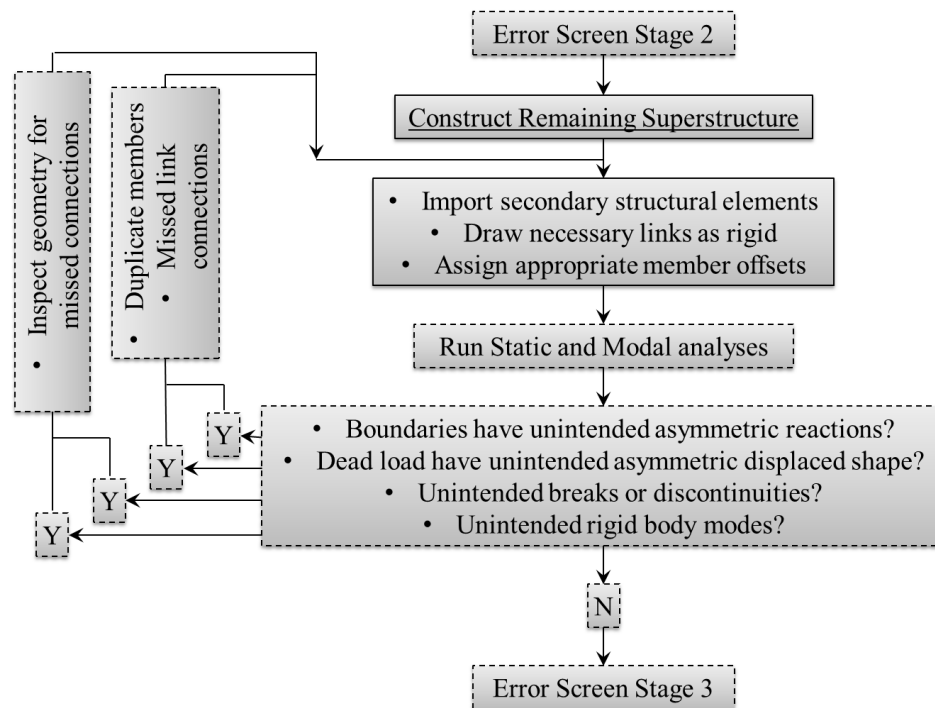 Error Screen Stage 2
Construct Remaining Superstructure
• Import secondary structural elements
• Draw necessary links as rigid
• Assign appropriate member offsets
Run Static and Modal analyses
• Boundaries have unintended asymmetric reactions?
• Dead load have unintended asymmetric displaced shape?
• Unintended breaks or discontinuities?
• Unintended rigid body modes?
Y
Y
Y
Y
• Inspect geometry for
missed connections
• Duplicate members
• Missed link
connections
N
Error Screen Stage 3